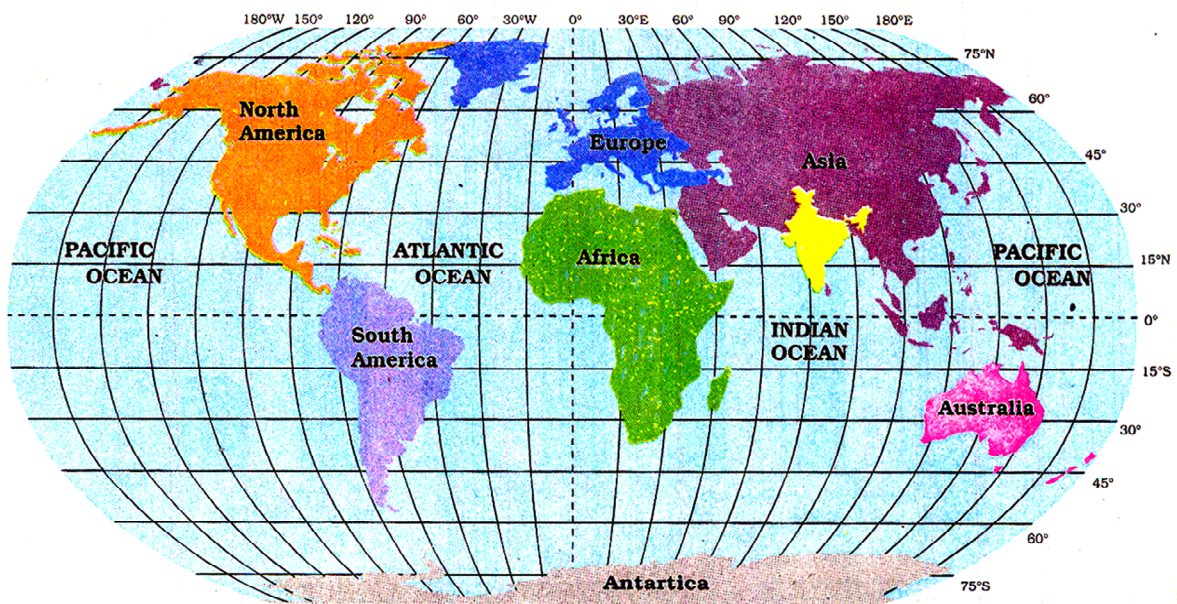 180°W 150° 120° 90° 60° 30°W 0° 30°E 60° 90° 120° 150° 180°E
75°N
60°
North
America
Europe
45°
Asia
30°
PACIFIC
OCEAN
ATLANTIC
OCEAN
Africa
PACIFIC
OCEAN
15°N
0°
INDIAN
OCEAN
South
America
15°S
Australia
30°
45°
60°
Antartica
75°S